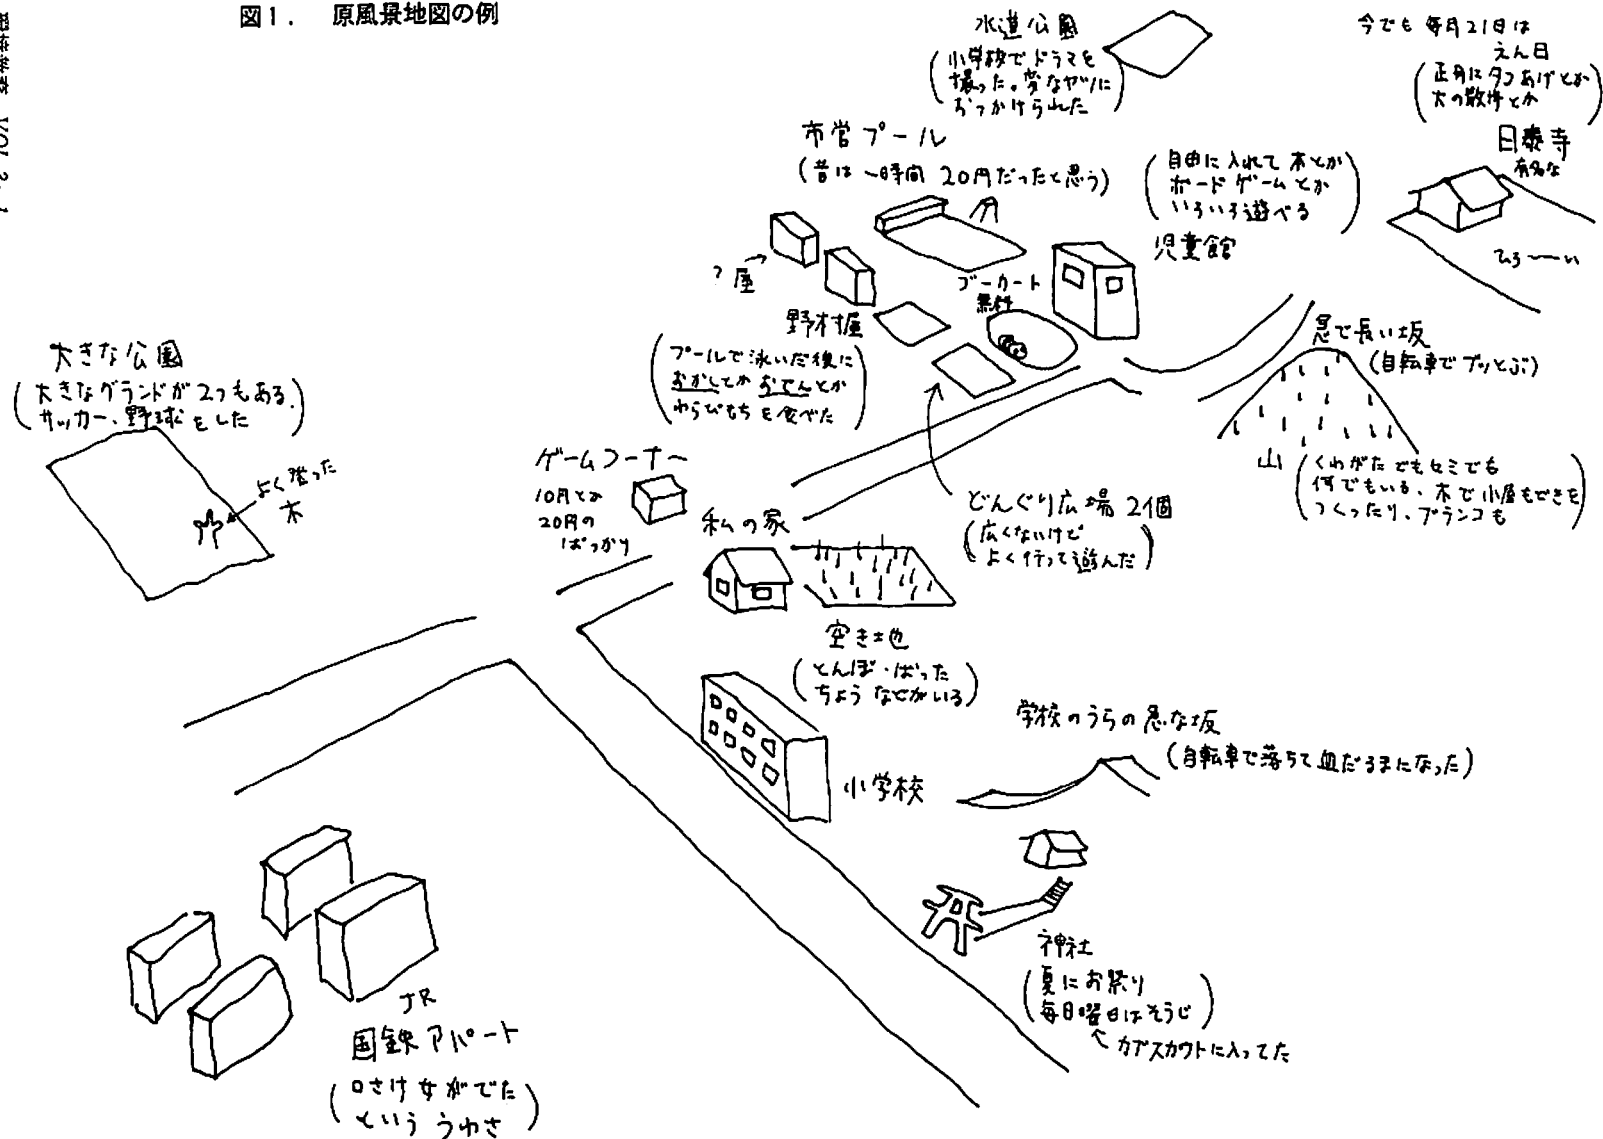 図1. 原風景地図の例
環境教育 VOL. 2-1
水道公園
(小学校でドラマを
撮った。変なヤツに
おっかけられた)
今でも 毎月21日は
えん日
(正月にタコあげとか
犬の散歩とか)
日泰寺
有名な
ひろ〜〜い
市営プール
(昔は一時間 20円だったと思う)
(自由に入れて 本とか
ボードゲームとか
いろいろ遊べる)
児童館
?屋
野村屋
(プールで泳いだ後に
おかしとか おでんとか
わらびもちを食べた)
ゴーカート
無料
急で長い坂
(自転車でブッとぶ)
山
(くわがたでもセミでも
何でもいる、木で小屋もどきを
つくったり、ブランコも)
大きな公園
(大きなグランドが2つもある。
サッカー、野球をした)
よく登った
木
ゲームコーナー
10円とか
20円の
ばっかり
私の家
どんぐり広場 2個
(広くないけど
よく行って遊んだ)
空き地
(とんぼ・ばった
ちょうなどがいる)
学校のうらの急な坂
(自転車で落ちて血だるまになった)
小学校
神社
(夏にお祭り
毎日曜日はそうじ)
カブスカウトに入ってた
JR
国鉄アパート
(口さけ女がでた
という うわさ)